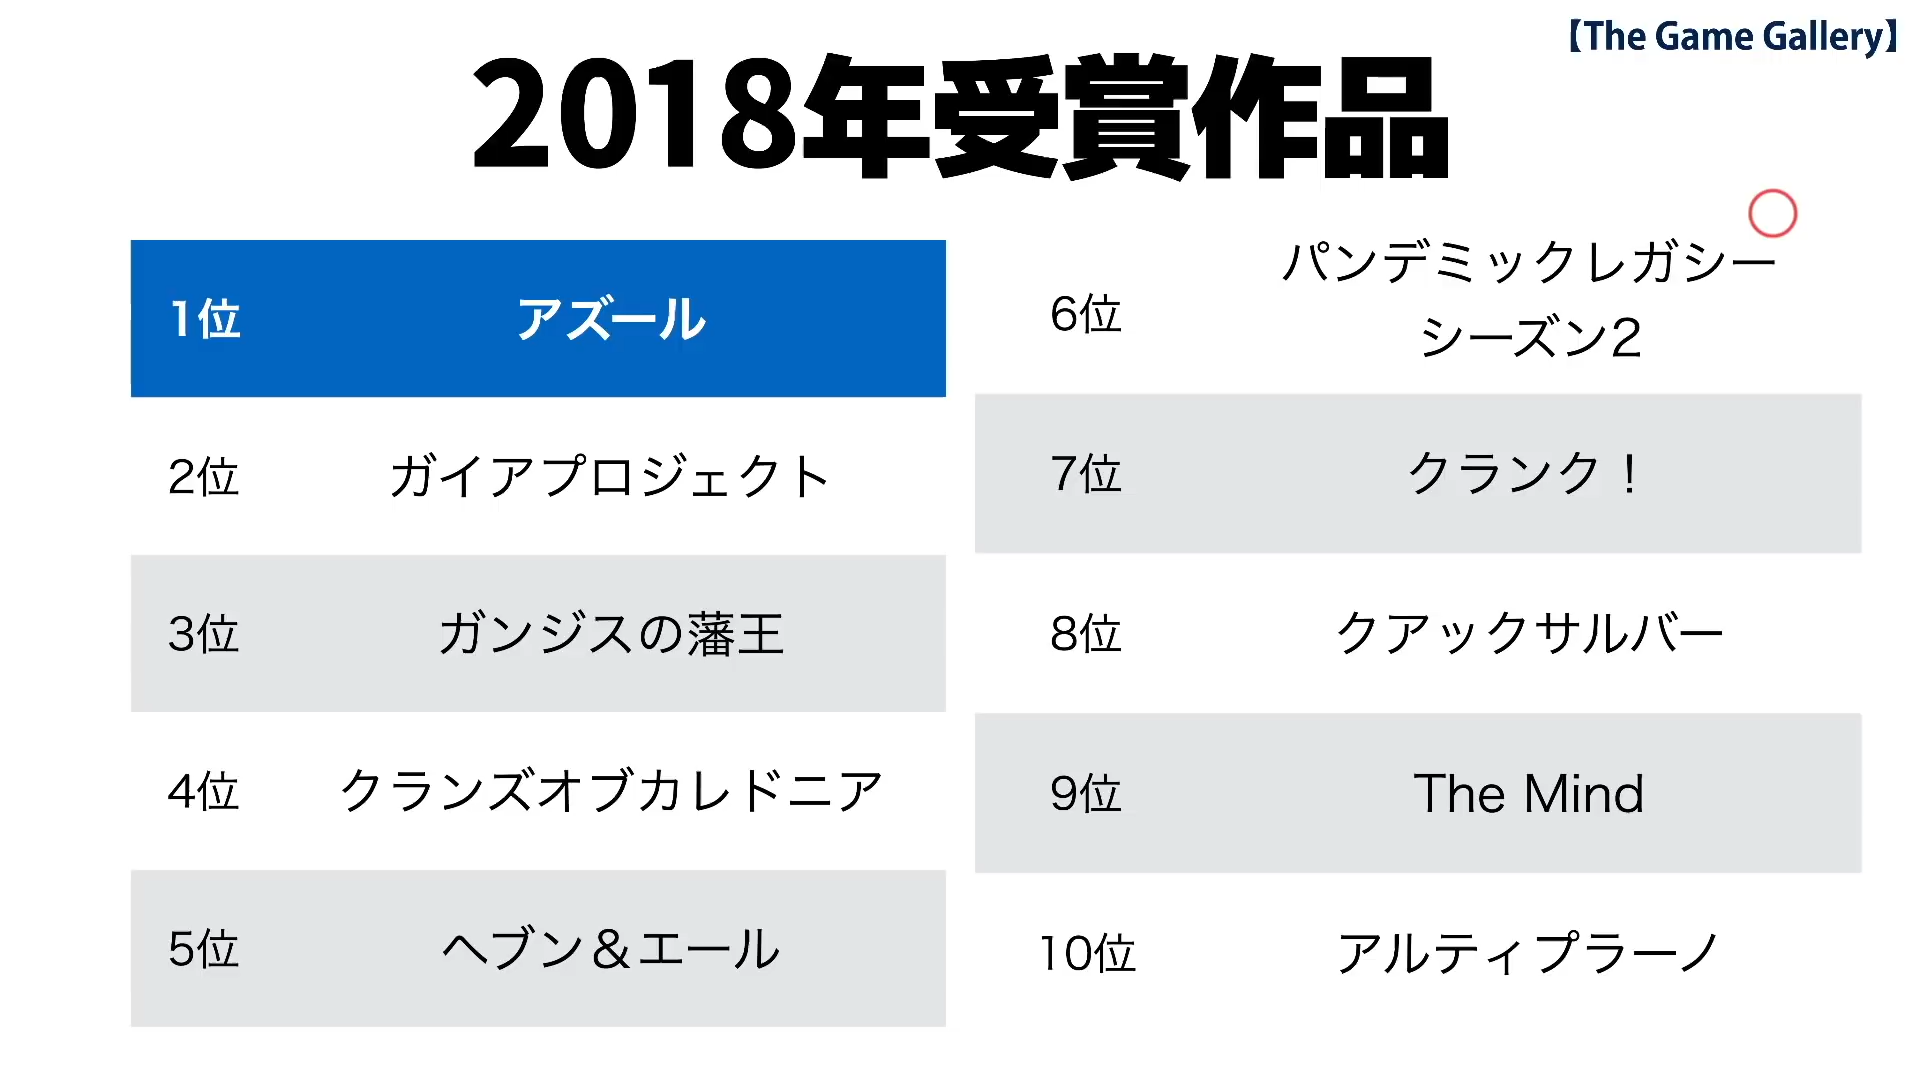 【The Game Gallery】
2018年受賞作品
1位 アズール
2位 ガイアプロジェクト
3位 ガンジスの藩王
4位 クランズオブカレドニア
5位 ヘブン＆エール
6位 パンデミックレガシー
シーズン2
7位 クランク！
8位 クアックサルバー
9位 The Mind
10位 アルティプラーノ